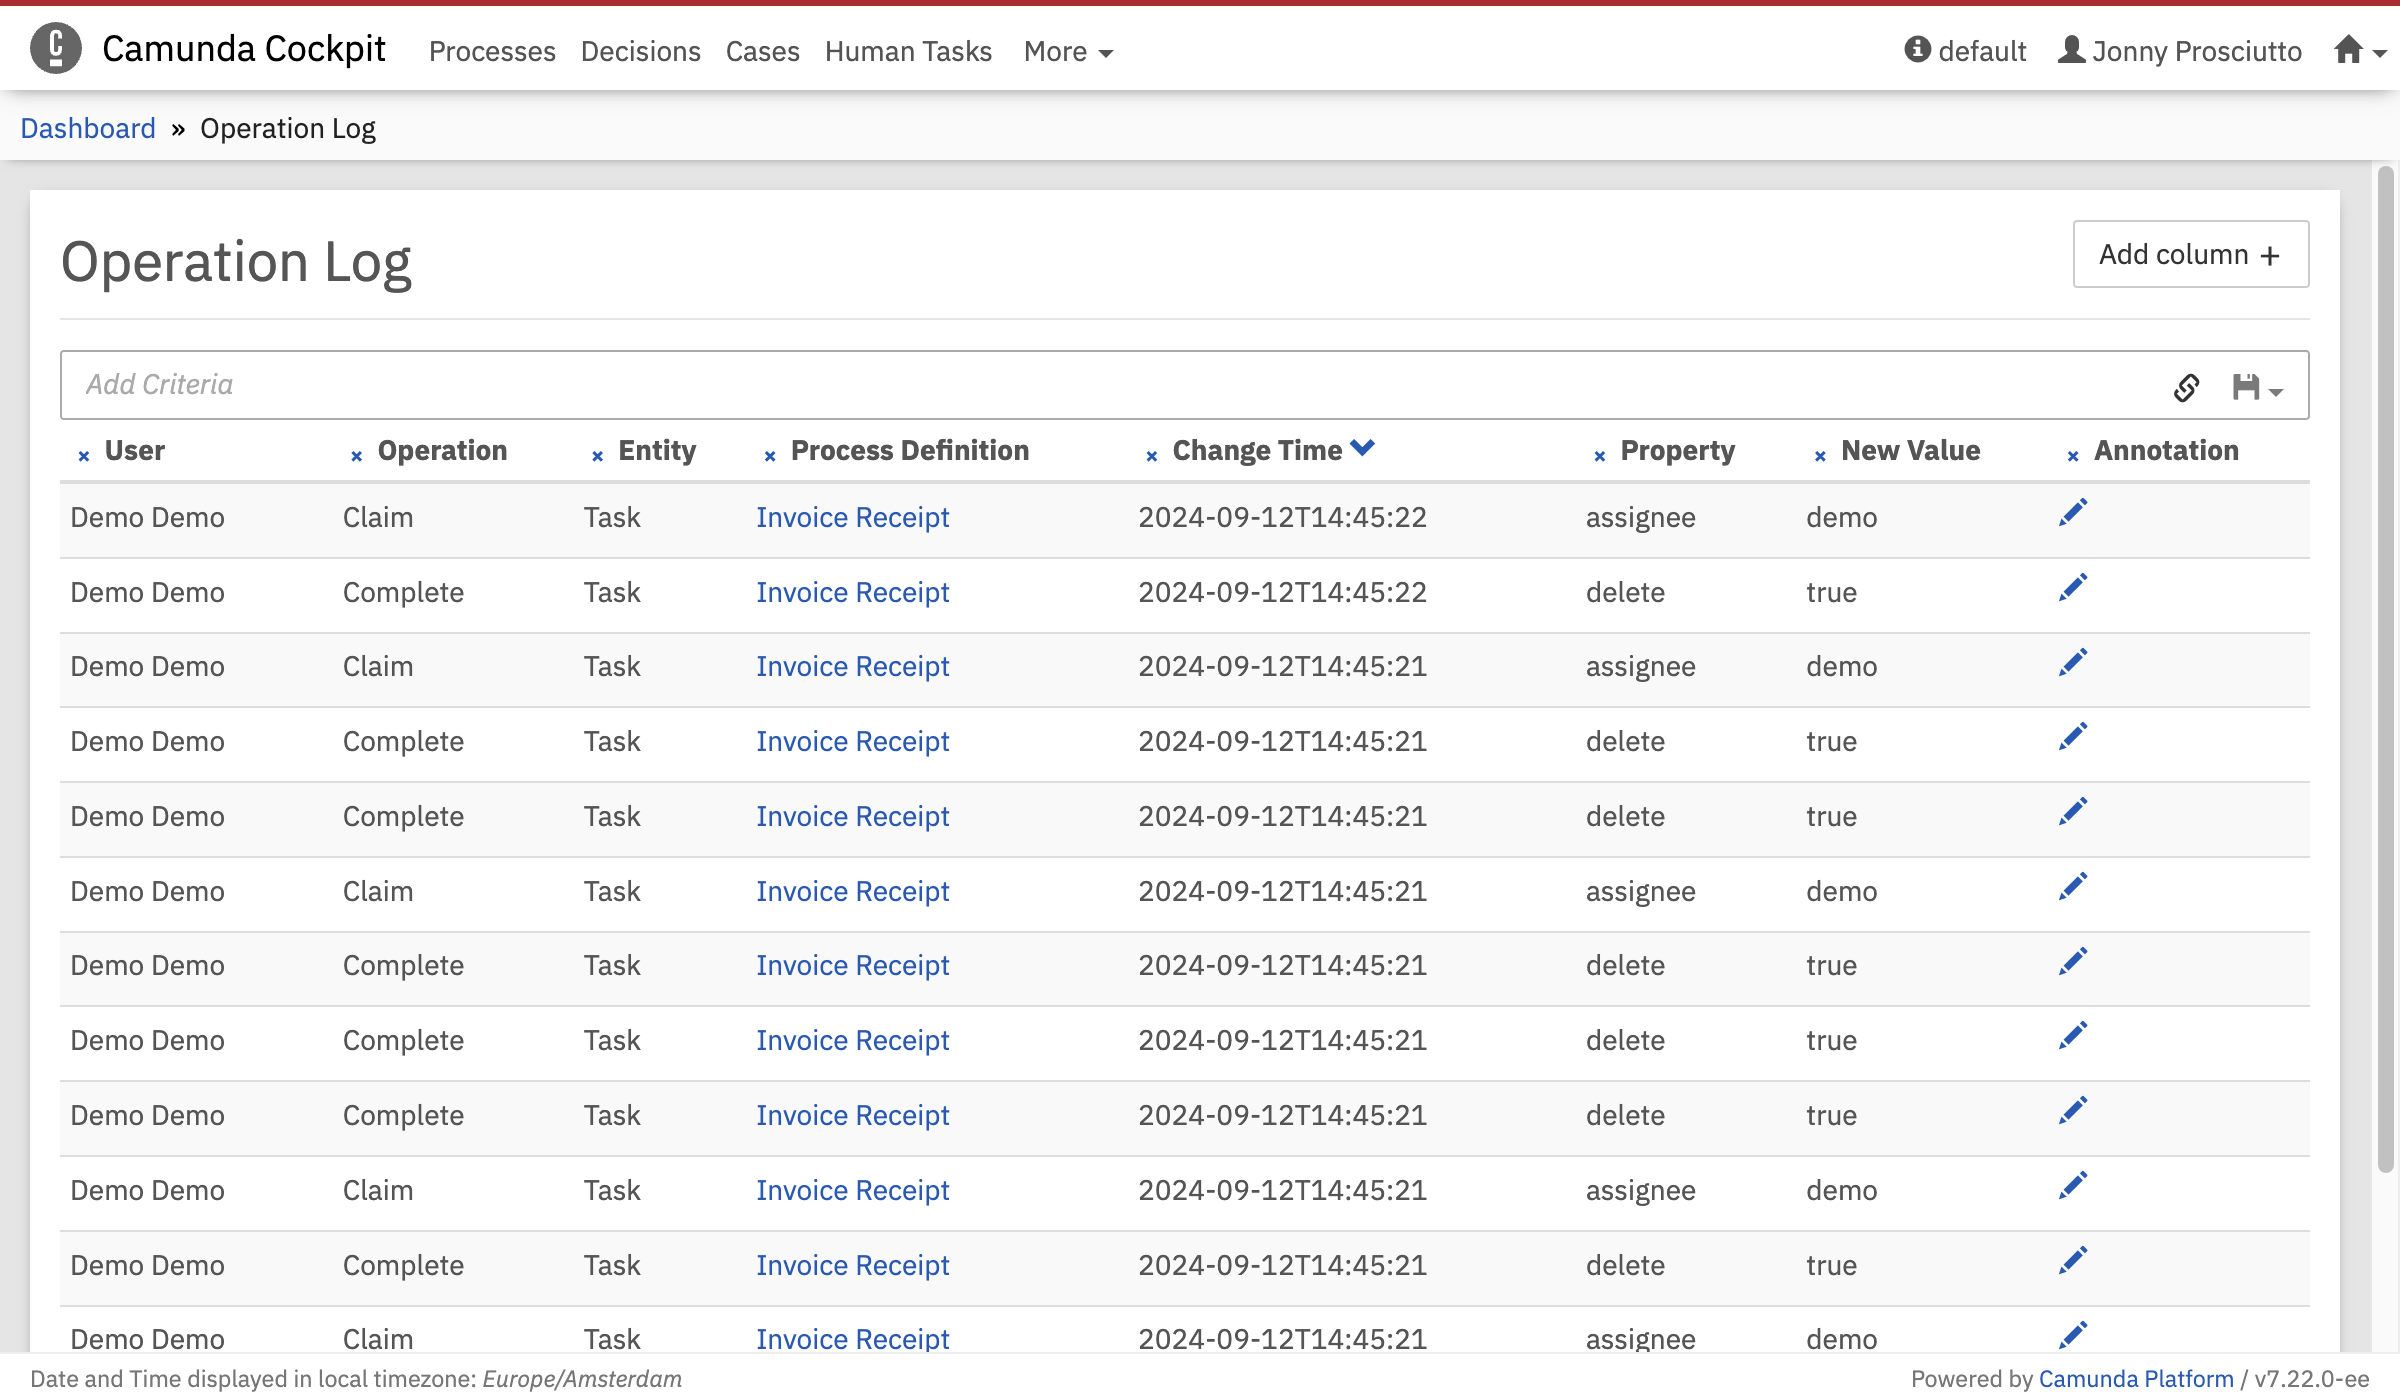 Camunda Cockpit Processes Decisions Cases Human Tasks More default Jonny Prosciutto
Dashboard » Operation Log
Operation Log Add column +
Add Criteria
× User × Operation × Entity × Process Definition × Change Time × Property × New Value × Annotation
Demo Demo Claim Task Invoice Receipt 2024-09-12T14:45:22 assignee demo
Demo Demo Complete Task Invoice Receipt 2024-09-12T14:45:22 delete true
Demo Demo Claim Task Invoice Receipt 2024-09-12T14:45:21 assignee demo
Demo Demo Complete Task Invoice Receipt 2024-09-12T14:45:21 delete true
Demo Demo Complete Task Invoice Receipt 2024-09-12T14:45:21 delete true
Demo Demo Claim Task Invoice Receipt 2024-09-12T14:45:21 assignee demo
Demo Demo Complete Task Invoice Receipt 2024-09-12T14:45:21 delete true
Demo Demo Complete Task Invoice Receipt 2024-09-12T14:45:21 delete true
Demo Demo Complete Task Invoice Receipt 2024-09-12T14:45:21 delete true
Demo Demo Claim Task Invoice Receipt 2024-09-12T14:45:21 assignee demo
Demo Demo Complete Task Invoice Receipt 2024-09-12T14:45:21 delete true
Demo Demo Claim Task Invoice Receipt 2024-09-12T14:45:21 assignee demo
Date and Time displayed in local timezone: Europe/Amsterdam Powered by Camunda Platform / v7.22.0-ee